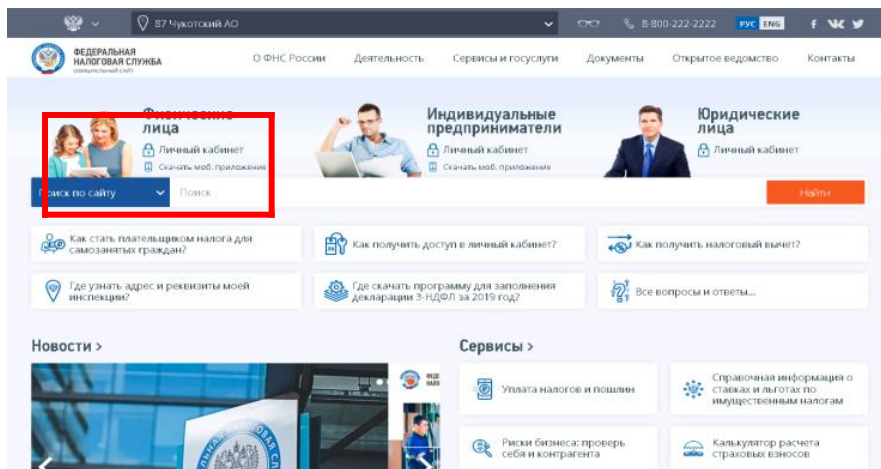 87 Чукотский АО
8-800-222-2222
РУС ENG
ФЕДЕРАЛЬНАЯ
НАЛОГОВАЯ СЛУЖБА
О ФНС России
Деятельность
Сервисы и госуслуги
Документы
Открытое ведомство
Контакты
Физические
лица
Личный кабинет
Скачать моб. приложение
Индивидуальные
предприниматели
Личный кабинет
Скачать моб. приложение
Юридические
лица
Личный кабинет
Поиск по сайту
Поиск
Найти
Как стать плательщиком налога для
самозанятых граждан?
Как получить доступ в личный кабинет?
Как получить налоговый вычет?
Где узнать адрес и реквизиты моей
инспекции?
Где скачать программу для заполнения
декларации 3-НДФЛ за 2019 год?
Все вопросы и ответы...
Новости >
Сервисы >
Уплата налогов и пошлин
Справочная информация о
ставках и льготах по
имущественным налогам
Риски бизнеса: проверь
себя и контрагента
Калькулятор расчета
страховых взносов